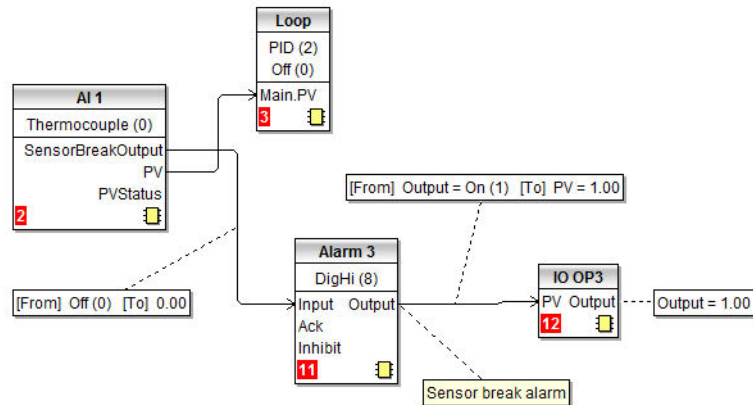 Loop
PID (2)
Off (0)
Main.PV
3
AI 1
Thermocouple (0)
SensorBreakOutput
PV
PVStatus
2
[From] Output = On (1) [To] PV = 1.00
Alarm 3
DigHi (8)
Input Output
Ack
Inhibit
11
IO OP3
PV Output
12
Output = 1.00
[From] Off (0) [To] 0.00
Sensor break alarm